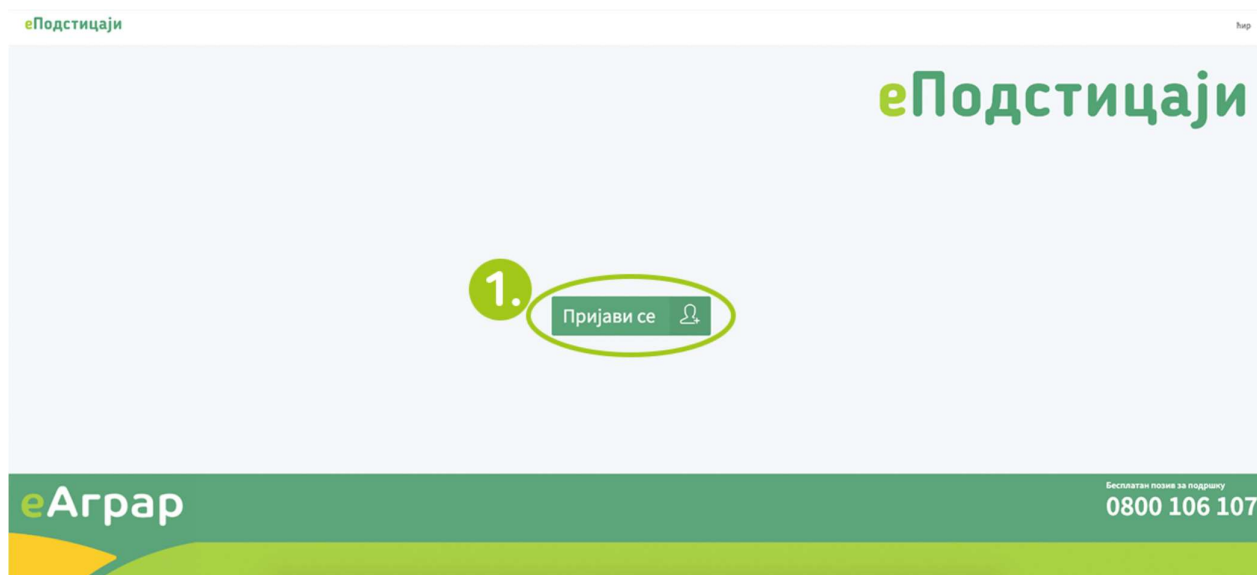 еПодстицаји
ћир
еПодстицаји
1.
Пријави се
еАграр
Бесплатан позив за подршку
0800 106 107